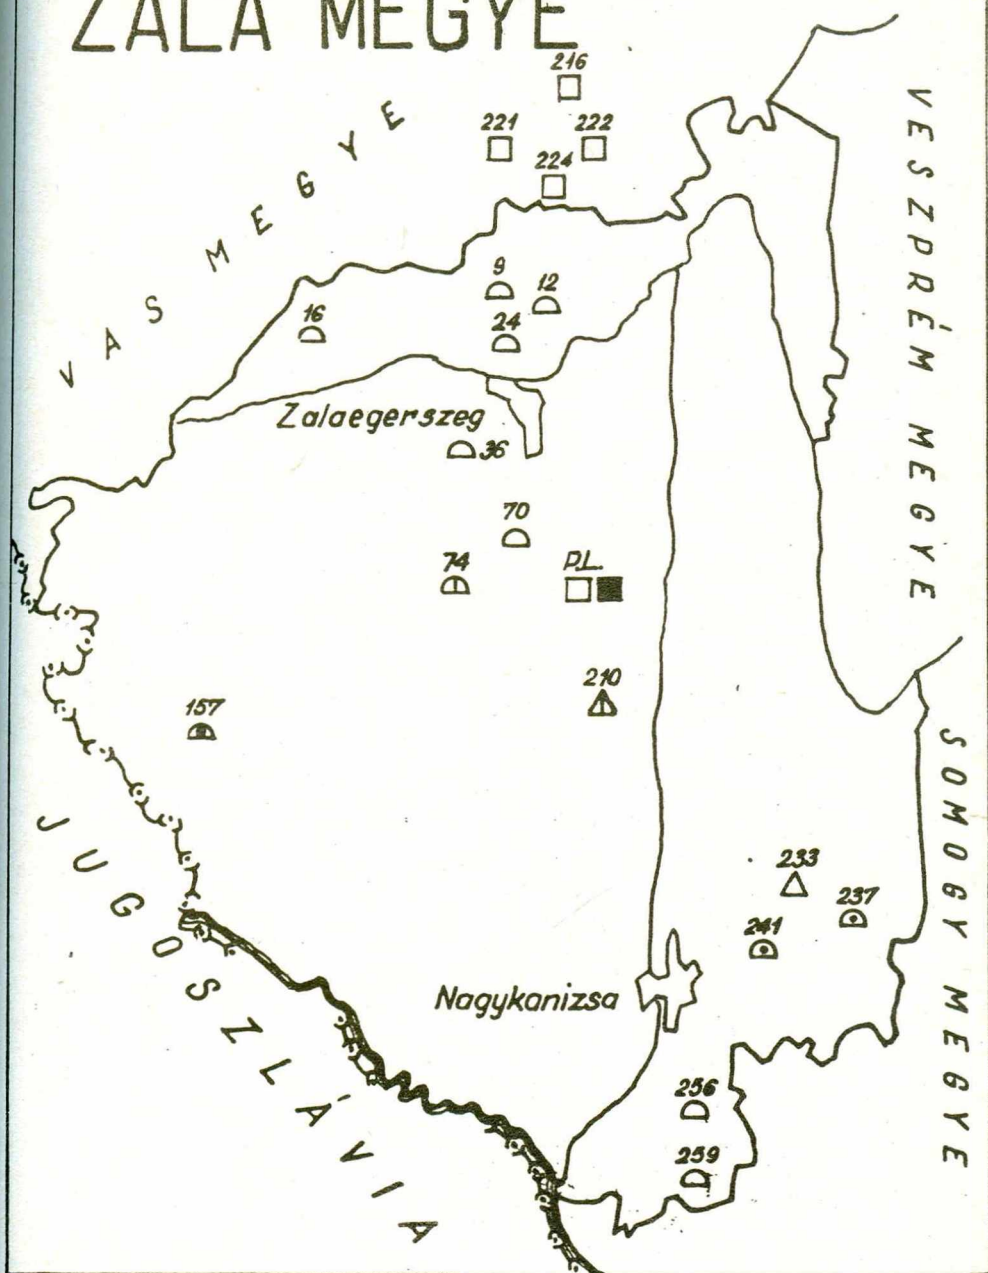 ZALA MEGYE
VAS MEGYE
VESZPRÉM MEGYE
216
221
222
224
9
12
16
24
Zalaegerszeg
36
70
74
P.L.
210
157
JUGOSZLÁVIA
SOMOGY MEGYE
233
237
241
Nagykanizsa
256
259